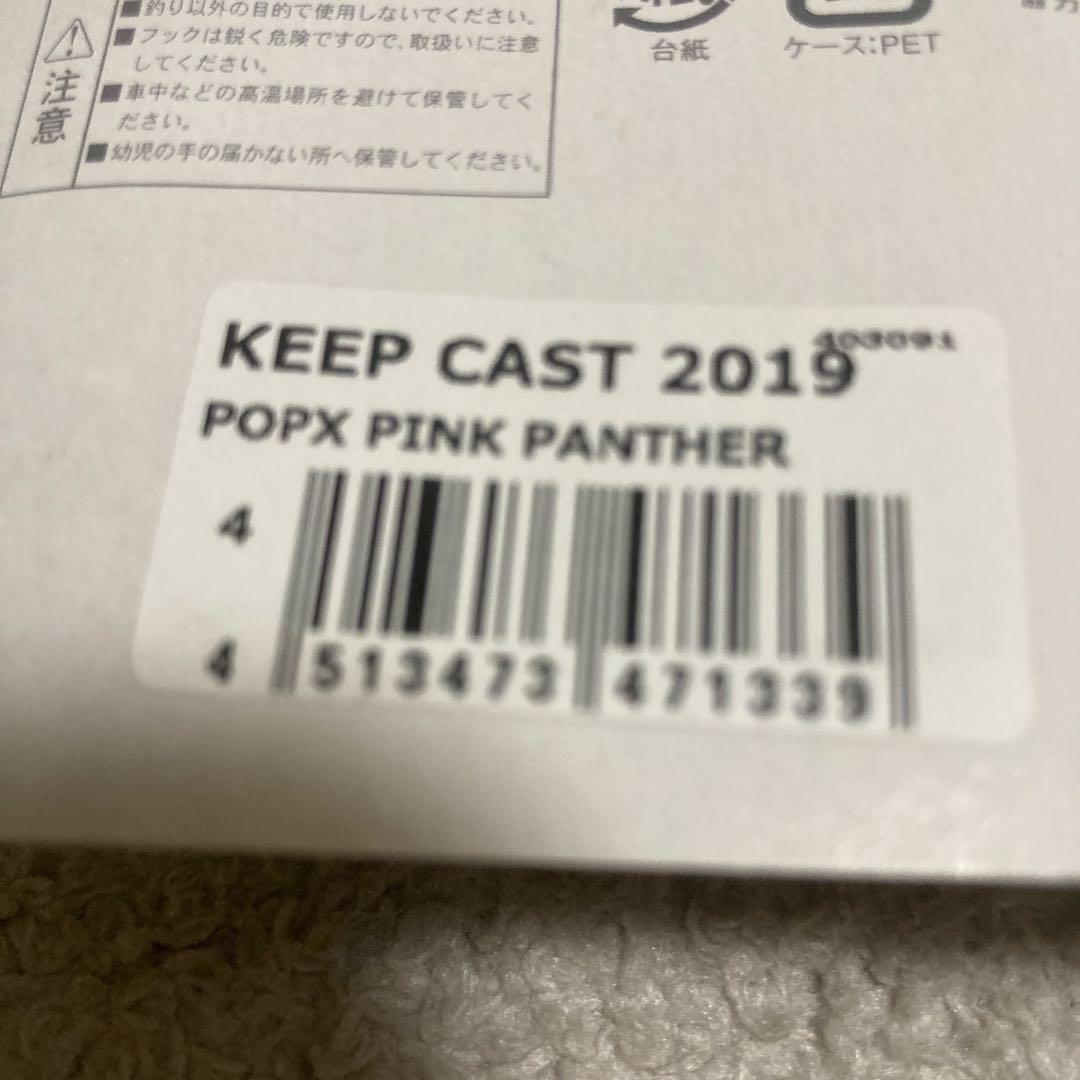 ■釣り以外の目的で使用しないでください。
■フックは鋭く危険ですので、取扱いに注意
してください。
■車中などの高温場所を避けて保管してく
ださい。
■幼児の手の届かない所へ保管してください。
注意
台紙
ケース:PET
403091
KEEP CAST 2019
POPX PINK PANTHER
4
4 513473 471339